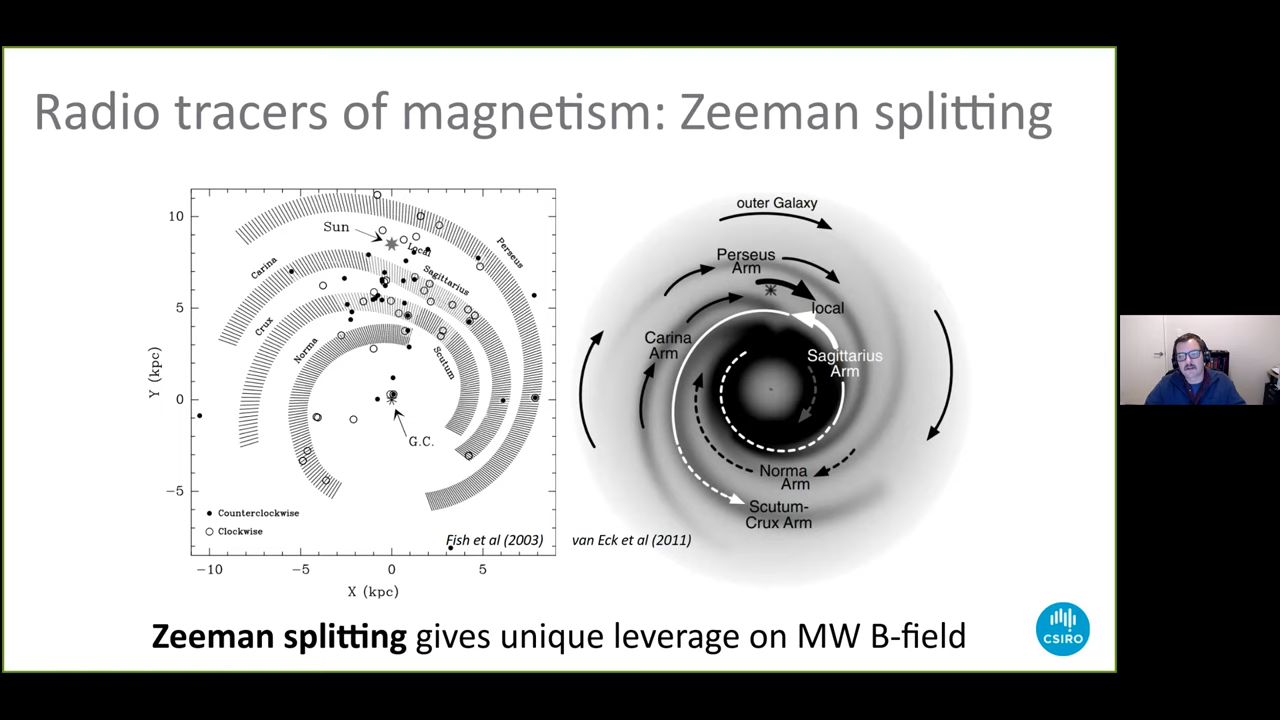 Radio tracers of magnetism: Zeeman splitting
10
5
0
−5
Y (kpc)
−10
−5
0
5
X (kpc)
Sun
Local
Perseus
Carina
Sagittarius
Crux
Norma
Scutum
G.C.
Counterclockwise
Clockwise
Fish et al (2003)
outer Galaxy
Perseus
Arm
local
Carina
Arm
Sagittarius
Arm
Norma
Arm
Scutum-
Crux Arm
van Eck et al (2011)
Zeeman splitting gives unique leverage on MW B-field
CSIRO